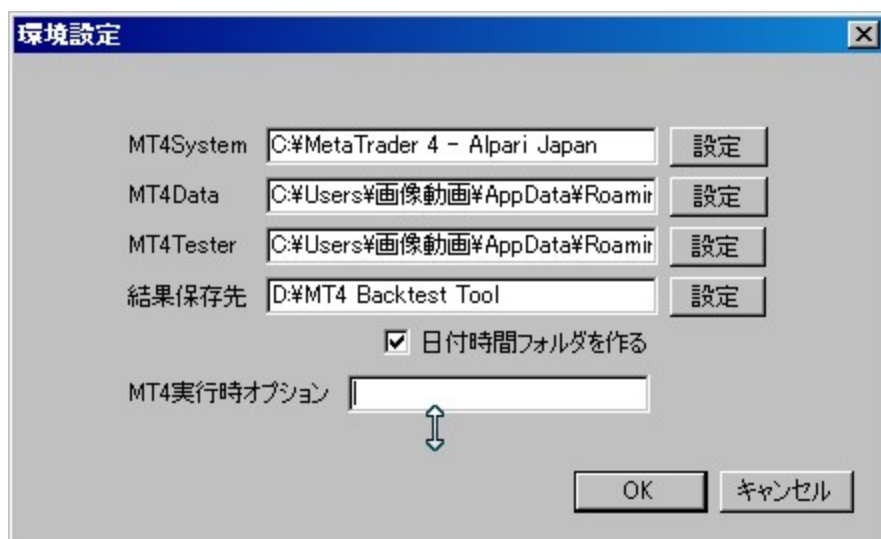 環境設定
MT4System C:¥MetaTrader 4 - Alpari Japan 設定
MT4Data C:¥Users¥画像動画¥AppData¥Roamin 設定
MT4Tester C:¥Users¥画像動画¥AppData¥Roamin 設定
結果保存先 D:¥MT4 Backtest Tool 設定
日付時間フォルダを作る
MT4実行時オプション
OK キャンセル